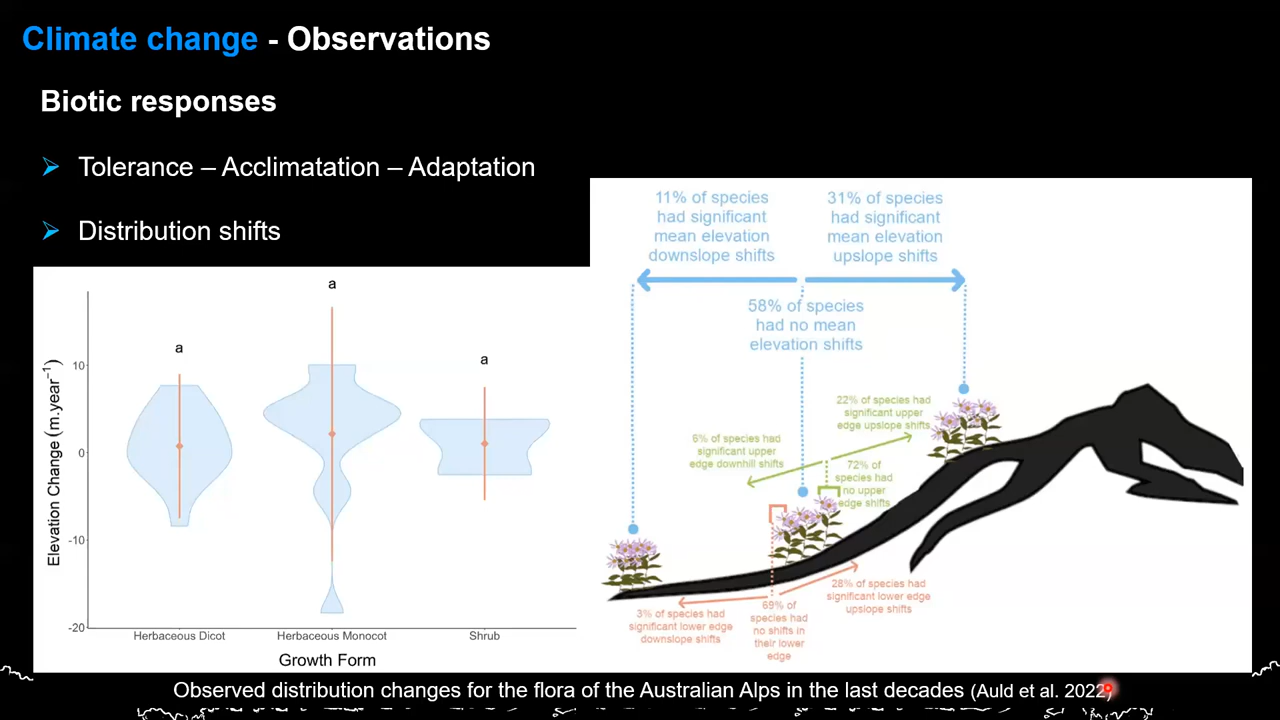 Climate change - Observations
Biotic responses
Tolerance – Acclimatation – Adaptation
Distribution shifts
a
a
a
10
0
-10
-20
Elevation Change (m.year⁻¹)
Herbaceous Dicot
Herbaceous Monocot
Shrub
Growth Form
11% of species
had significant
mean elevation
downslope shifts
31% of species
had significant
mean elevation
upslope shifts
58% of species
had no mean
elevation shifts
22% of species had
significant upper
edge upslope shifts
6% of species had
significant upper
edge downhill shifts
72% of
species had
no upper
edge shifts
28% of species had
significant lower edge
upslope shifts
3% of species had
significant lower edge
downslope shifts
69% of
species had
no shifts in
their lower
edge
Observed distribution changes for the flora of the Australian Alps in the last decades (Auld et al. 2022)